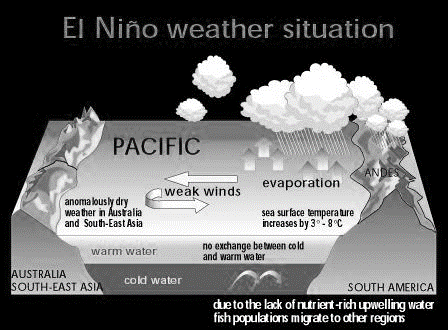 El Niño weather situation
PACIFIC
ANDES
weak winds
evaporation
anomalously dry
weather in Australia
and South-East Asia
sea surface temperature
increases by 3° - 8°C
warm water
no exchange between cold
and warm water
cold water
AUSTRALIA
SOUTH-EAST ASIA
SOUTH AMERICA
due to the lack of nutrient-rich upwelling water
fish populations migrate to other regions